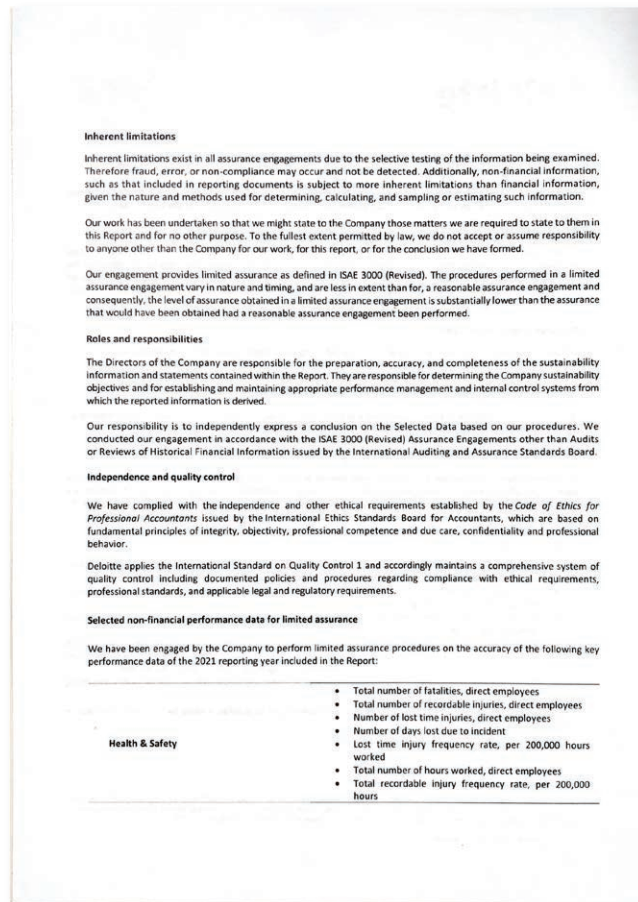 Inherent limitations
Inherent limitations exist in all assurance engagements due to the selective testing of the information being examined.
Therefore fraud, error, or non-compliance may occur and not be detected. Additionally, non-financial information,
such as that included in reporting documents is subject to more inherent limitations than financial information,
given the nature and methods used for determining, calculating, and sampling or estimating such information.
Our work has been undertaken so that we might state to the Company those matters we are required to state to them in
this Report and for no other purpose. To the fullest extent permitted by law, we do not accept or assume responsibility
to anyone other than the Company for our work, for this report, or for the conclusion we have formed.
Our engagement provides limited assurance as defined in ISAE 3000 (Revised). The procedures performed in a limited
assurance engagement vary in nature and timing, and are less in extent than for, a reasonable assurance engagement and
consequently, the level of assurance obtained in a limited assurance engagement is substantially lower than the assurance
that would have been obtained had a reasonable assurance engagement been performed.
Roles and responsibilities
The Directors of the Company are responsible for the preparation, accuracy, and completeness of the sustainability
information and statements contained within the Report. They are responsible for determining the Company sustainability
objectives and for establishing and maintaining appropriate performance management and internal control systems from
which the reported information is derived.
Our responsibility is to independently express a conclusion on the Selected Data based on our procedures. We
conducted our engagement in accordance with the ISAE 3000 (Revised) Assurance Engagements other than Audits
or Reviews of Historical Financial Information issued by the International Auditing and Assurance Standards Board.
Independence and quality control
We have complied with the independence and other ethical requirements established by the Code of Ethics for
Professional Accountants issued by the International Ethics Standards Board for Accountants, which are based on
fundamental principles of integrity, objectivity, professional competence and due care, confidentiality and professional
behavior.
Deloitte applies the International Standard on Quality Control 1 and accordingly maintains a comprehensive system of
quality control including documented policies and procedures regarding compliance with ethical requirements,
professional standards, and applicable legal and regulatory requirements.
Selected non-financial performance data for limited assurance
We have been engaged by the Company to perform limited assurance procedures on the accuracy of the following key
performance data of the 2021 reporting year included in the Report:
Health & Safety
• Total number of fatalities, direct employees
• Total number of recordable injuries, direct employees
• Number of lost time injuries, direct employees
• Number of days lost due to incident
• Lost time injury frequency rate, per 200,000 hours
worked
• Total number of hours worked, direct employees
• Total recordable injury frequency rate, per 200,000
hours